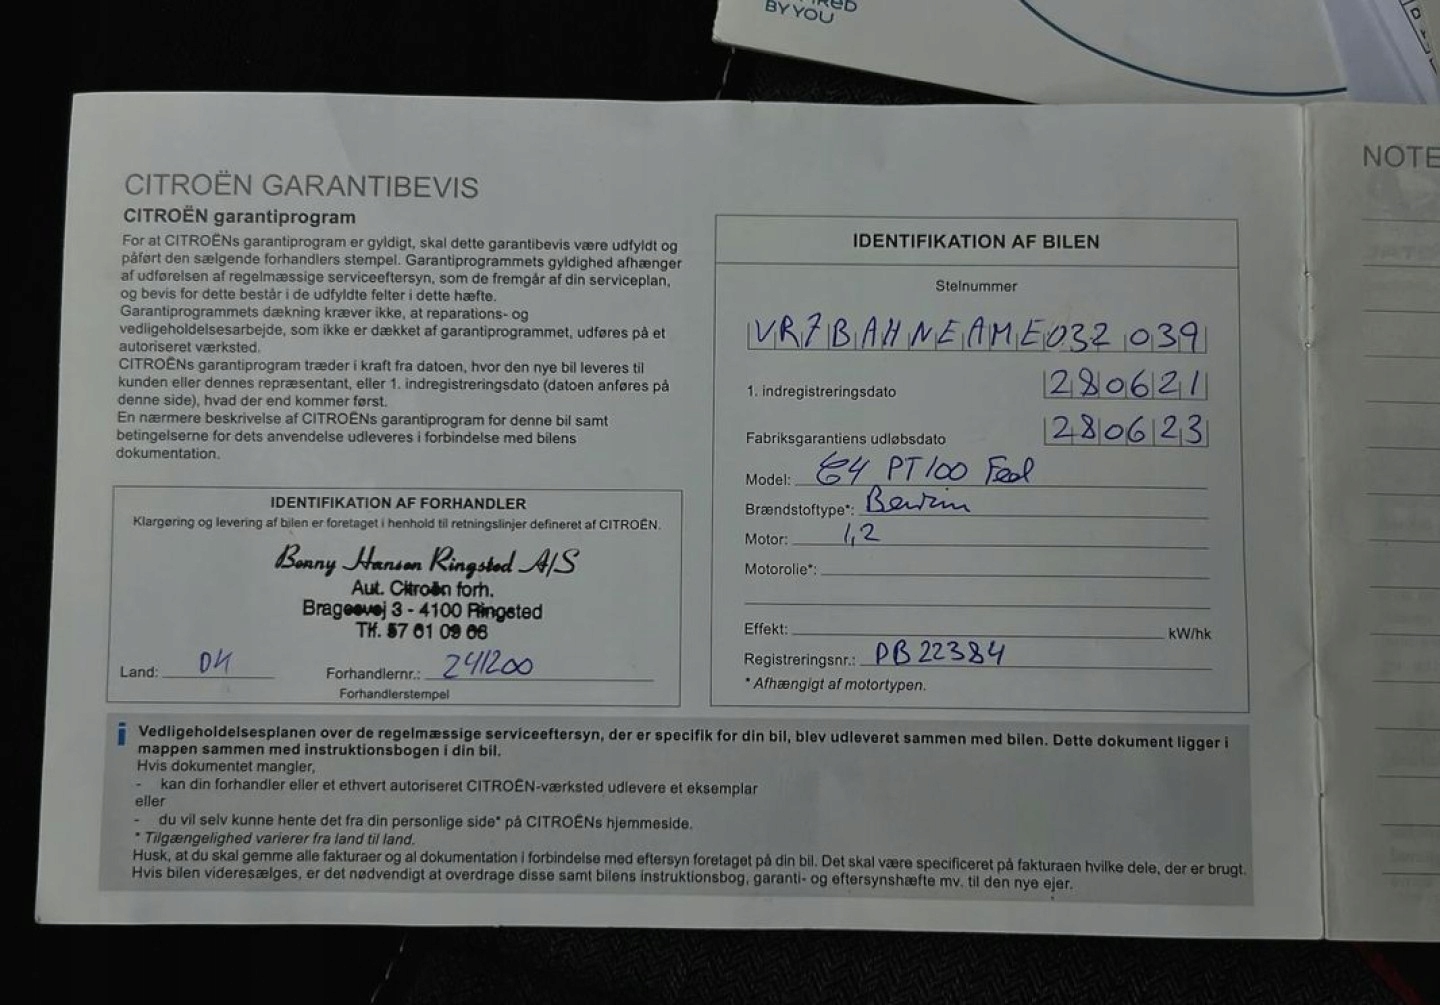 BY YOU
CITROËN GARANTIBEVIS
CITROËN garantiprogram
For at CITROËNs garantiprogram er gyldigt, skal dette garantibevis være udfyldt og
påført den sælgende forhandlers stempel. Garantiprogrammets gyldighed afhænger
af udførelsen af regelmæssige serviceeftersyn, som de fremgår af din serviceplan,
og bevis for dette består i de udfyldte felter i dette hæfte.
Garantiprogrammets dækning kræver ikke, at reparations- og
vedligeholdelsesarbejde, som ikke er dækket af garantiprogrammet, udføres på et
autoriseret værksted.
CITROËNs garantiprogram træder i kraft fra datoen, hvor den nye bil leveres til
kunden eller dennes repræsentant, eller 1. indregistreringsdato (datoen anføres på
denne side), hvad der end kommer først.
En nærmere beskrivelse af CITROËNs garantiprogram for denne bil samt
betingelserne for dets anvendelse udleveres i forbindelse med bilens
dokumentation.
IDENTIFIKATION AF FORHANDLER
Klargøring og levering af bilen er foretaget i henhold til retningslinjer defineret af CITROËN.
Benny Hansen Ringsted A/S
Aut. Citroën forh.
Brageevej 3 - 4100 Ringsted
Tlf. 57 61 09 66
Land: DK Forhandlernr.: 241200
Forhandlerstempel
IDENTIFIKATION AF BILEN
Stelnummer
VR7BAHNEAME032039
1. indregistreringsdato 280621
Fabriksgarantiens udløbsdato 280623
Model: C4 PT100 Feel
Brændstoftype*: Benzin
Motor: 1,2
Motorolie*:
Effekt: kW/hk
Registreringsnr.: DB22384
* Afhængigt af motortypen.
i Vedligeholdelsesplanen over de regelmæssige serviceeftersyn, der er specifik for din bil, blev udleveret sammen med bilen. Dette dokument ligger i
mappen sammen med instruktionsbogen i din bil.
Hvis dokumentet mangler,
- kan din forhandler eller et ethvert autoriseret CITROËN-værksted udlevere et eksemplar
eller
- du vil selv kunne hente det fra din personlige side* på CITROËNs hjemmeside.
* Tilgængelighed varierer fra land til land.
Husk, at du skal gemme alle fakturaer og al dokumentation i forbindelse med eftersyn foretaget på din bil. Det skal være specificeret på fakturaen hvilke dele, der er brugt.
Hvis bilen videresælges, er det nødvendigt at overdrage disse samt bilens instruktionsbog, garanti- og eftersynshæfte mv. til den nye ejer.
NOTE